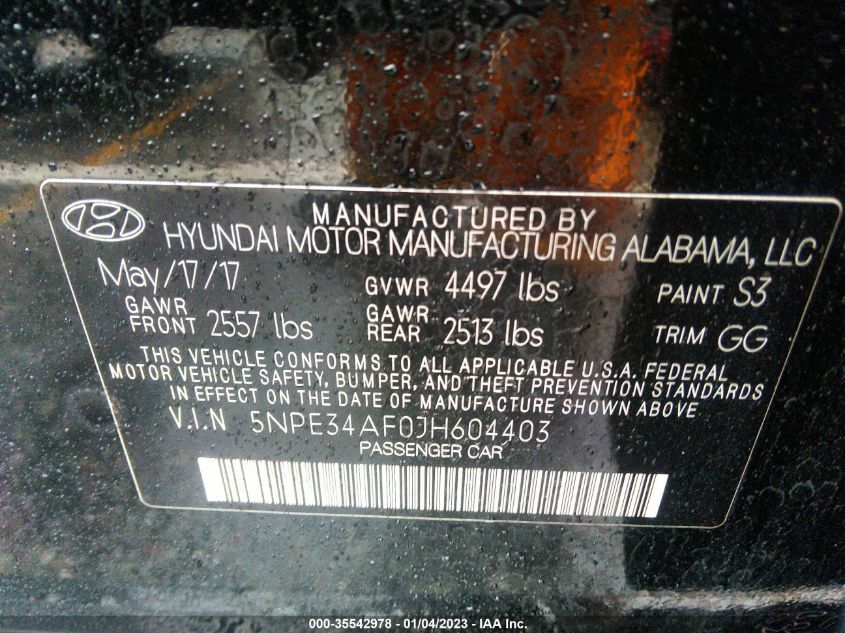 MANUFACTURED BY
HYUNDAI MOTOR MANUFACTURING ALABAMA, LLC
May/17/17 GVWR 4497 lbs PAINT S3
GAWR FRONT 2557 lbs GAWR REAR 2513 lbs TRIM GG
THIS VEHICLE CONFORMS TO ALL APPLICABLE U.S.A. FEDERAL
MOTOR VEHICLE SAFETY, BUMPER, AND THEFT PREVENTION STANDARDS
IN EFFECT ON THE DATE OF MANUFACTURE SHOWN ABOVE
V.I.N 5NPE34AF0JH604403
PASSENGER CAR
000-35542978 - 01/04/2023 - IAA Inc.